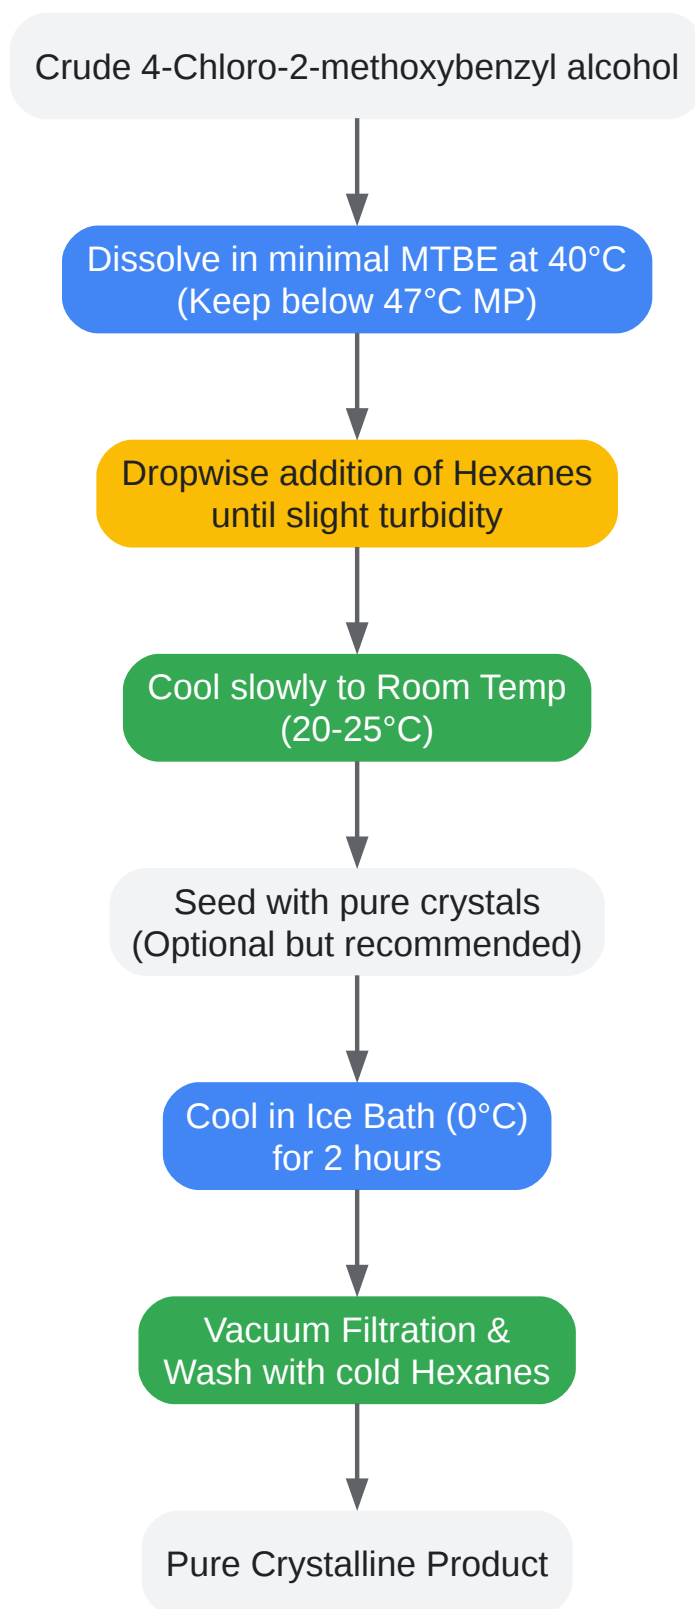 Crude 4-Chloro-2-methoxybenzyl alcohol
Dissolve in minimal MTBE at 40°C
(Keep below 47°C MP)
Dropwise addition of Hexanes
until slight turbidity
Cool slowly to Room Temp
(20-25°C)
Seed with pure crystals
(Optional but recommended)
Cool in Ice Bath (0°C)
for 2 hours
Vacuum Filtration &
Wash with cold Hexanes
Pure Crystalline Product